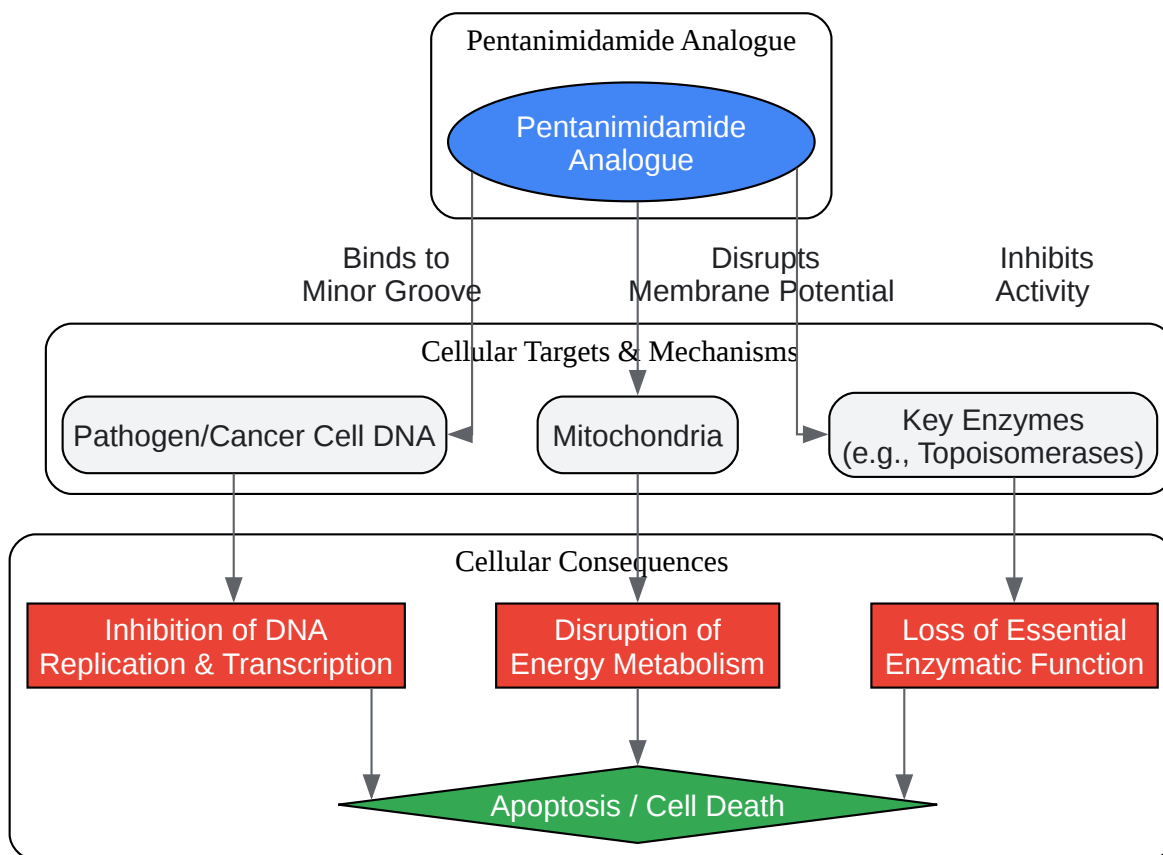 Pentanimidamide Analogue
Pentanimidamide
Analogue
Binds to
Minor Groove
Disrupts
Membrane Potential
Inhibits
Activity
Cellular Targets & Mechanisms
Pathogen/Cancer Cell DNA
Mitochondria
Key Enzymes
(e.g., Topoisomerases)
Cellular Consequences
Inhibition of DNA
Replication & Transcription
Disruption of
Energy Metabolism
Loss of Essential
Enzymatic Function
Apoptosis / Cell Death